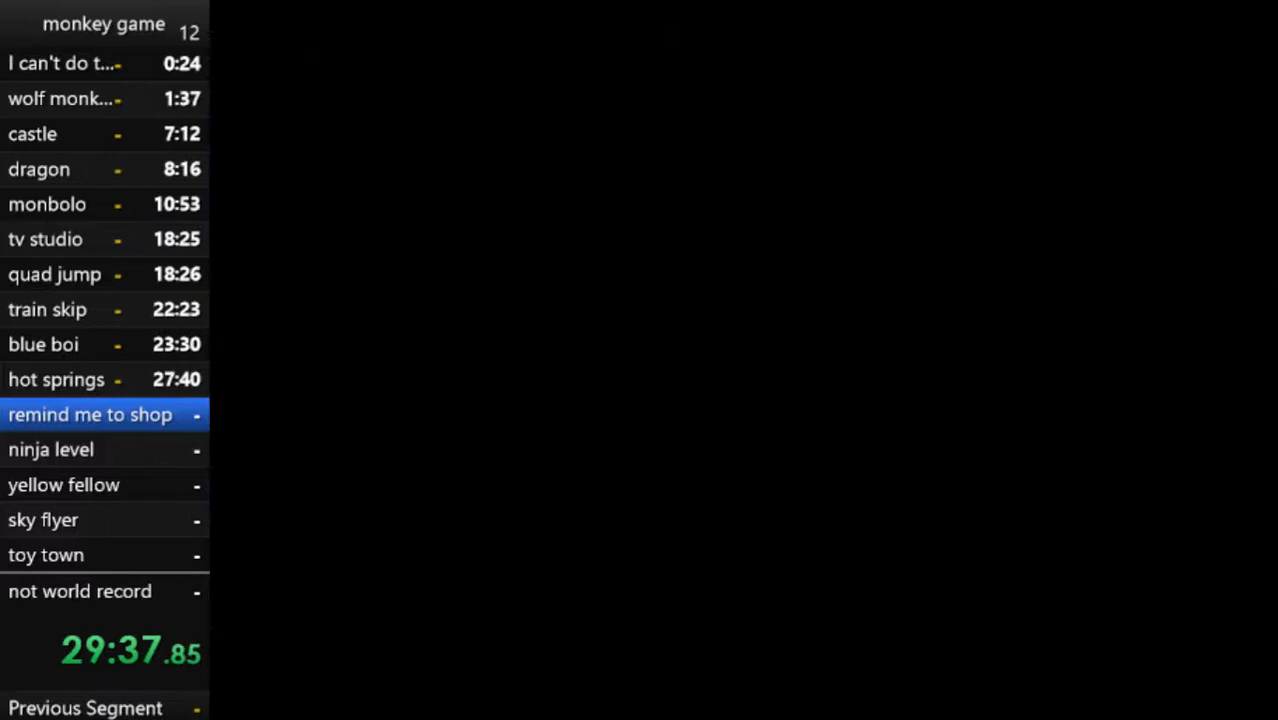 monkey game 12
I can't do t...- 0:24
wolf monk...- 1:37
castle - 7:12
dragon - 8:16
monbolo - 10:53
tv studio - 18:25
quad jump - 18:26
train skip - 22:23
blue boi - 23:30
hot springs - 27:40
remind me to shop -
ninja level -
yellow fellow -
sky flyer -
toy town -
not world record -
29:37.85
Previous Segment -